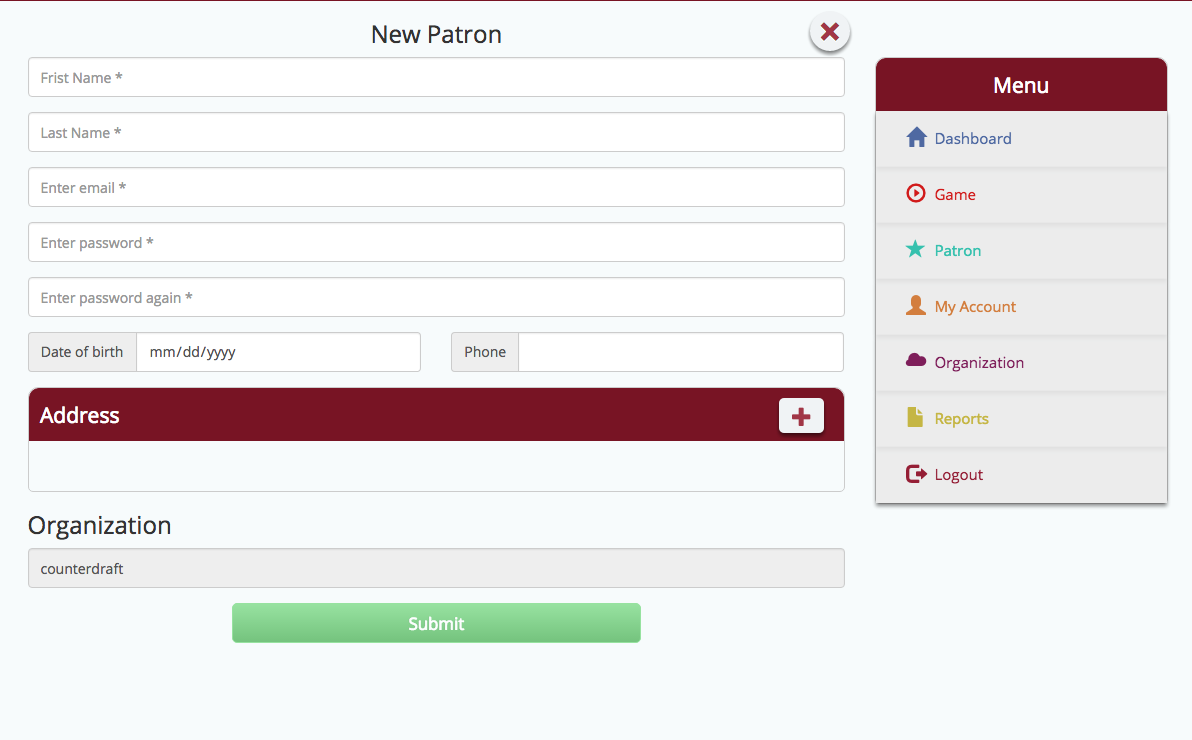 New Patron
Frist Name *
Last Name *
Enter email *
Enter password *
Enter password again *
Date of birth mm/dd/yyyy Phone
Address
Organization
counterdraft
Submit
Menu
Dashboard
Game
Patron
My Account
Organization
Reports
Logout